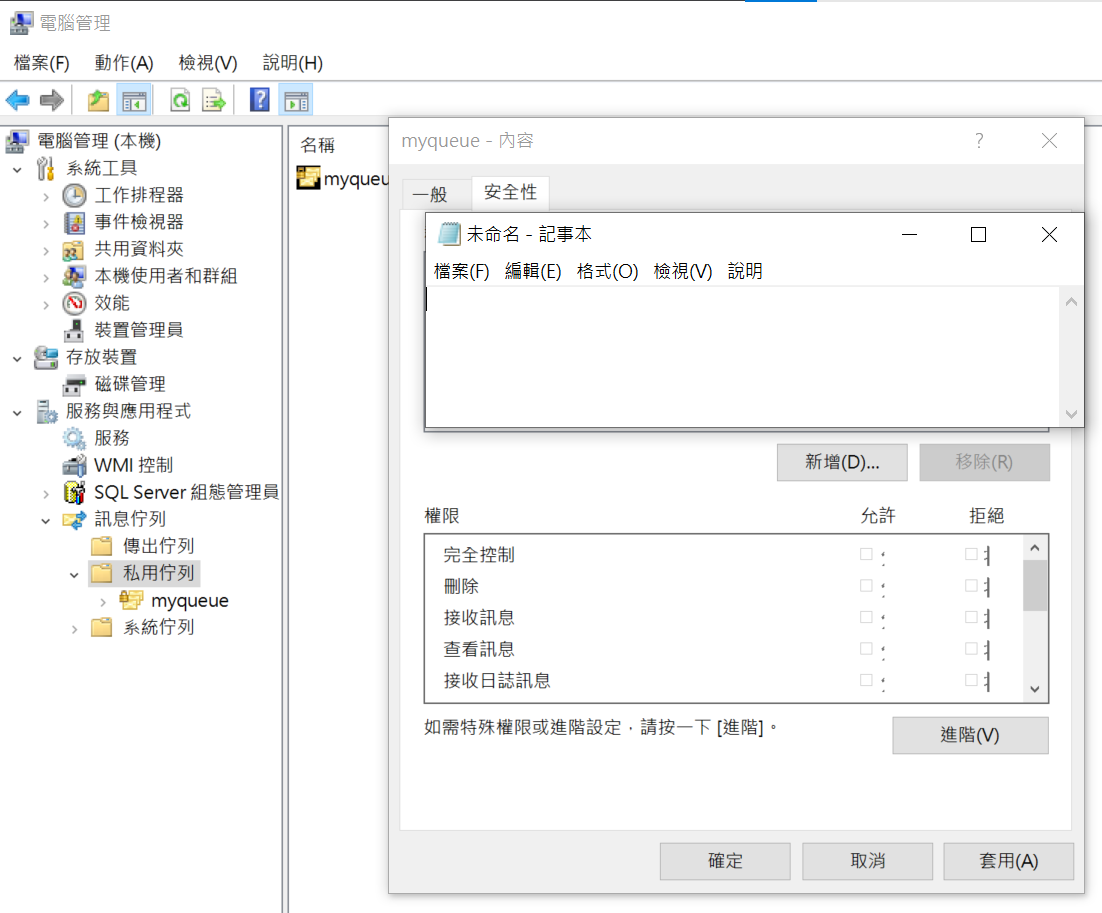 電腦管理
檔案(F) 動作(A) 檢視(V) 說明(H)
電腦管理 (本機)
系統工具
工作排程器
事件檢視器
共用資料夾
本機使用者和群組
效能
裝置管理員
存放裝置
磁碟管理
服務與應用程式
服務
WMI 控制
SQL Server 組態管理員
訊息佇列
傳出佇列
私用佇列
myqueue
系統佇列
名稱
myqueu
myqueue - 內容
一般 安全性
未命名 - 記事本
檔案(F) 編輯(E) 格式(O) 檢視(V) 說明
新增(D)... 移除(R)
權限 允許 拒絕
完全控制
刪除
接收訊息
查看訊息
接收日誌訊息
如需特殊權限或進階設定，請按一下 [進階]。
進階(V)
確定 取消 套用(A)